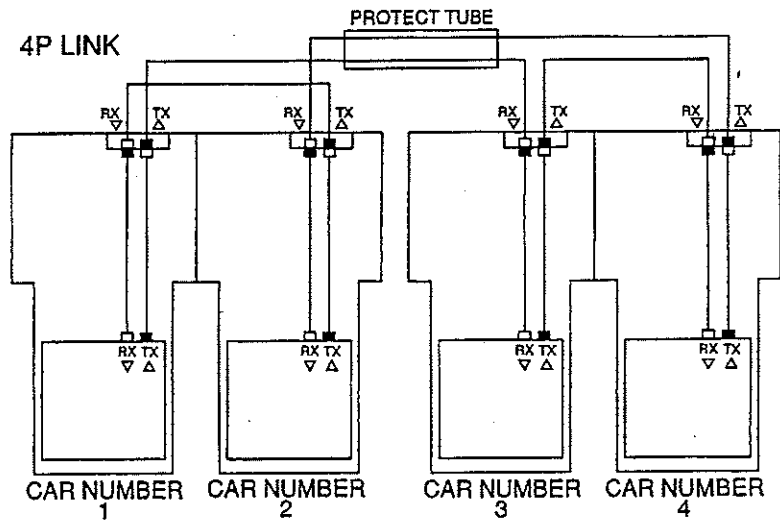 PROTECT TUBE
4P LINK
RX TX RX TX RX TX RX TX
RX TX RX TX RX TX RX TX
CAR NUMBER 1 CAR NUMBER 2 CAR NUMBER 3 CAR NUMBER 4